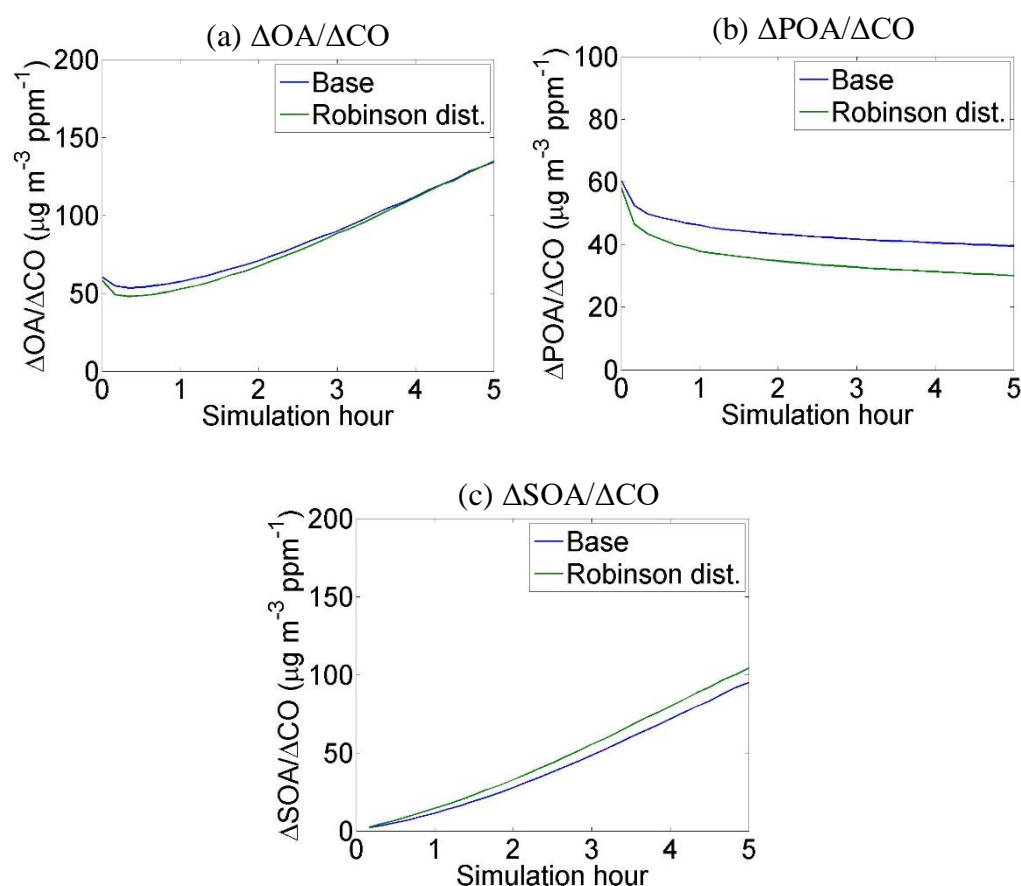 (a) ΔOA/ΔCO
ΔOA/ΔCO (μg m-3 ppm-1)
200
150
100
50
0
Base
Robinson dist.
0 1 2 3 4 5
Simulation hour
(b) ΔPOA/ΔCO
ΔPOA/ΔCO (μg m-3 ppm-1)
100
80
60
40
20
0
Base
Robinson dist.
0 1 2 3 4 5
Simulation hour
(c) ΔSOA/ΔCO
ΔSOA/ΔCO (μg m-3 ppm-1)
200
150
100
50
0
Base
Robinson dist.
0 1 2 3 4 5
Simulation hour